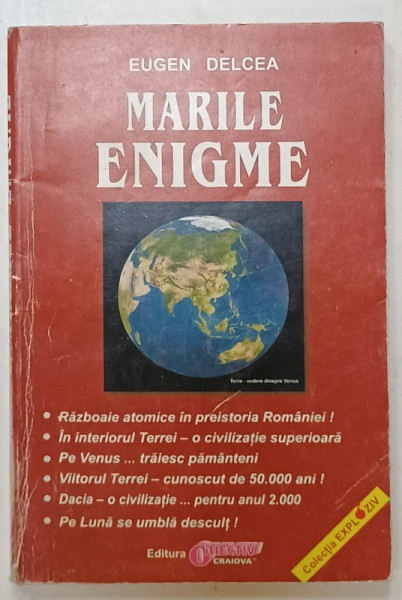 EUGEN DELCEA
MARILE
ENIGME
Terra - vedere dinspre Venus
• Războaie atomice în preistoria României !
• În interiorul Terrei – o civilizație superioară
• Pe Venus ... trăiesc pământeni
• Viitorul Terrei – cunoscut de 50.000 ani !
• Dacia – o civilizație ... pentru anul 2.000
• Pe Lună se umblă desculț !
Editura OBIECTIV
CRAIOVA
Colecția EXPLOZIV